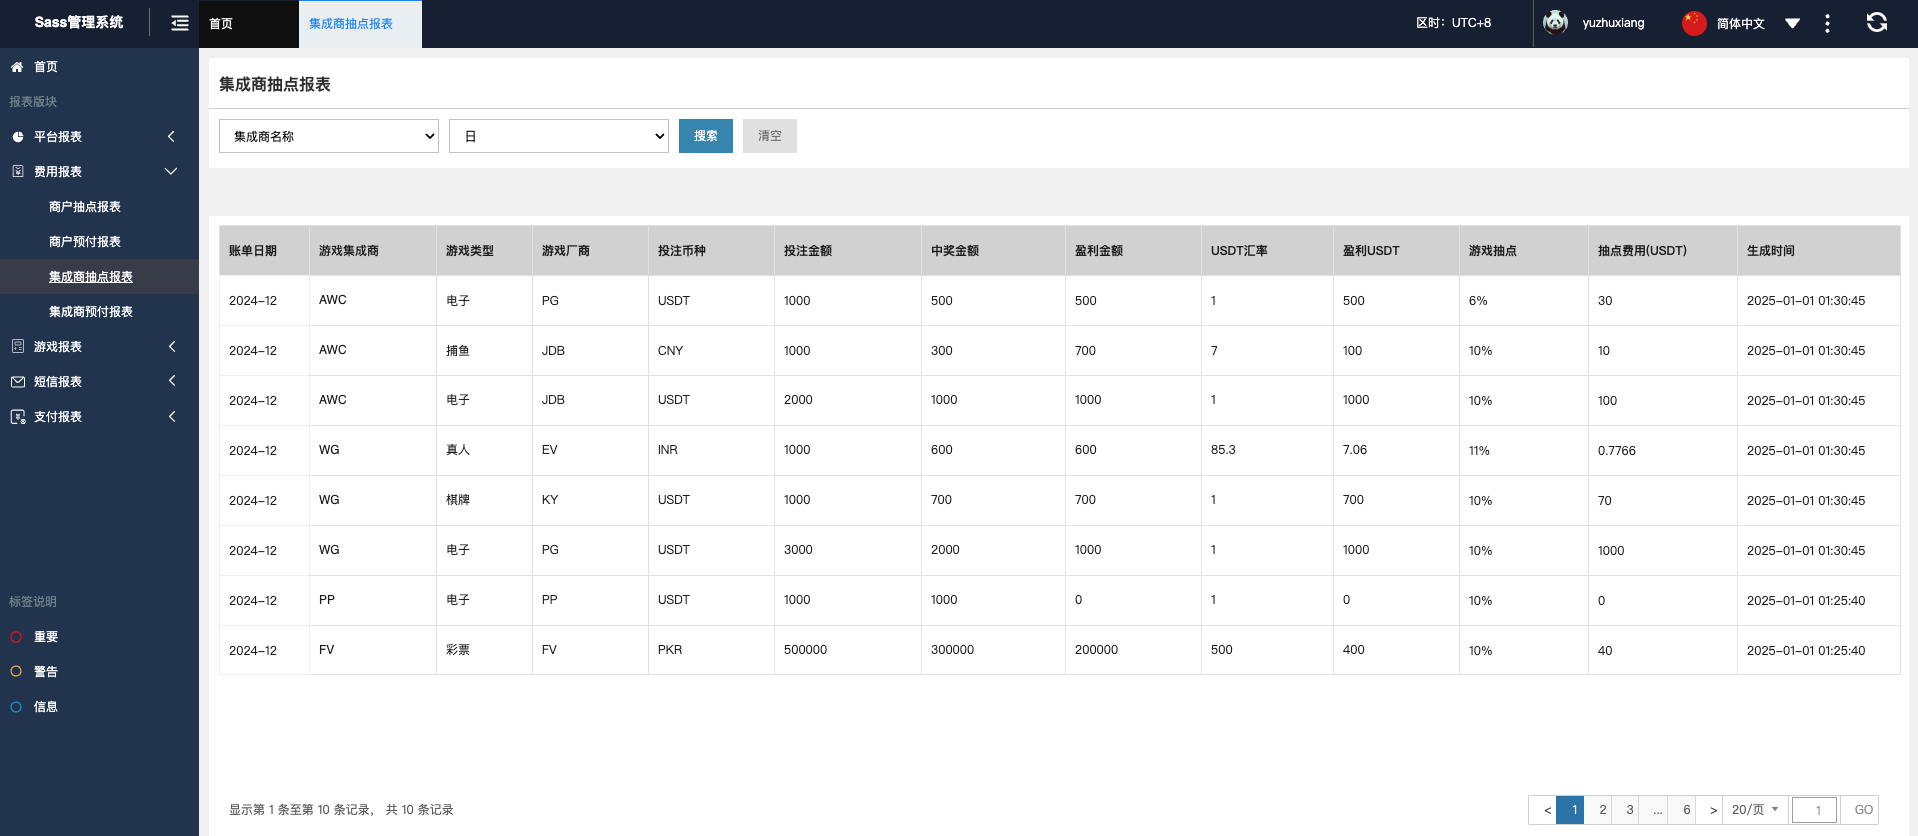 Sass管理系统
首页
集成商抽点报表
区时：UTC+8
yuzhuxiang
简体中文
首页
报表版块
平台报表
费用报表
商户抽点报表
商户预付报表
集成商抽点报表
集成商预付报表
游戏报表
短信报表
支付报表
标签说明
重要
警告
信息
集成商抽点报表
集成商名称 日 搜索 清空
账单日期 游戏集成商 游戏类型 游戏厂商 投注币种 投注金额 中奖金额 盈利金额 USDT汇率 盈利USDT 游戏抽点 抽点费用(USDT) 生成时间
2024-12 AWC 电子 PG USDT 1000 500 500 1 500 6% 30 2025-01-01 01:30:45
2024-12 AWC 捕鱼 JDB CNY 1000 300 700 7 100 10% 10 2025-01-01 01:30:45
2024-12 AWC 电子 JDB USDT 2000 1000 1000 1 1000 10% 100 2025-01-01 01:30:45
2024-12 WG 真人 EV INR 1000 600 600 85.3 7.06 11% 0.7766 2025-01-01 01:30:45
2024-12 WG 棋牌 KY USDT 1000 700 700 1 700 10% 70 2025-01-01 01:30:45
2024-12 WG 电子 PG USDT 3000 2000 1000 1 1000 10% 1000 2025-01-01 01:30:45
2024-12 PP 电子 PP USDT 1000 1000 0 1 0 10% 0 2025-01-01 01:25:40
2024-12 FV 彩票 FV PKR 500000 300000 200000 500 400 10% 40 2025-01-01 01:25:40
显示第 1 条至第 10 条记录， 共 10 条记录
< 1 2 3 ... 6 > 20/页 1 GO